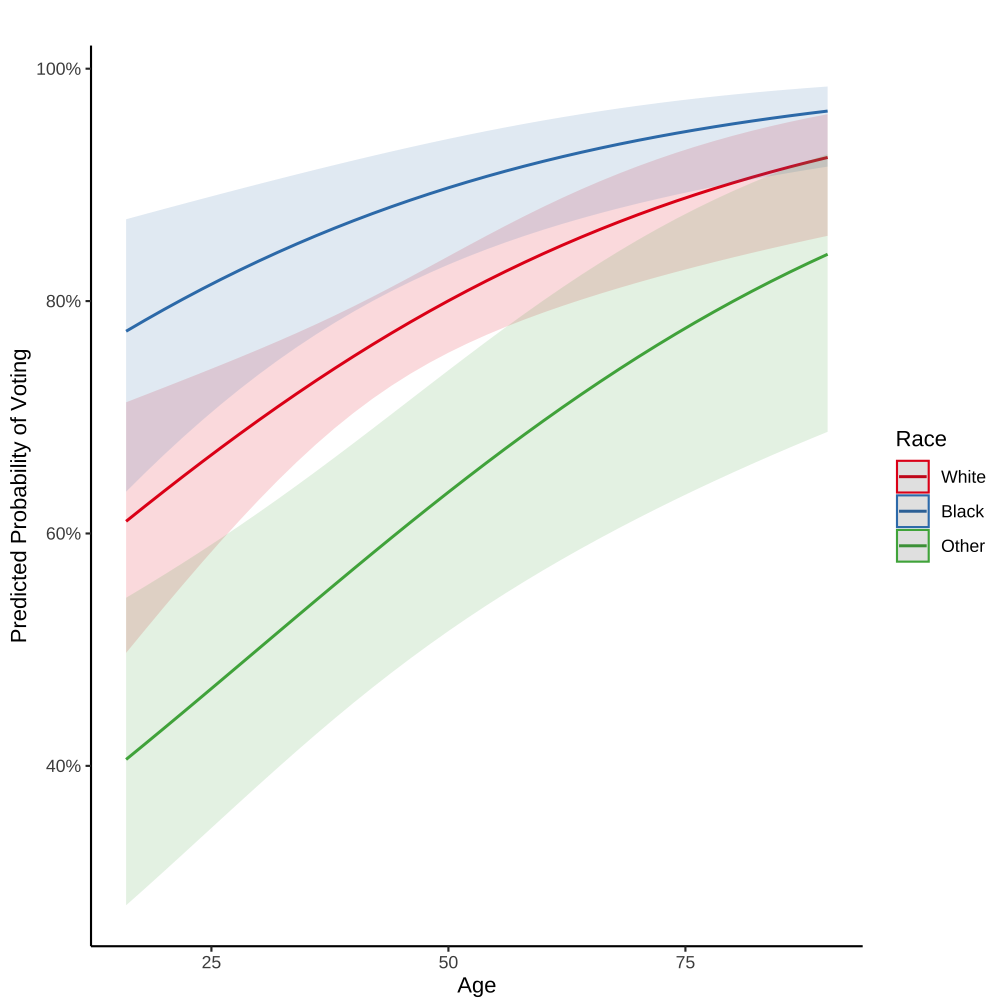 100%
80%
60%
40%
25 50 75
Age
Predicted Probability of Voting
Race
White
Black
Other